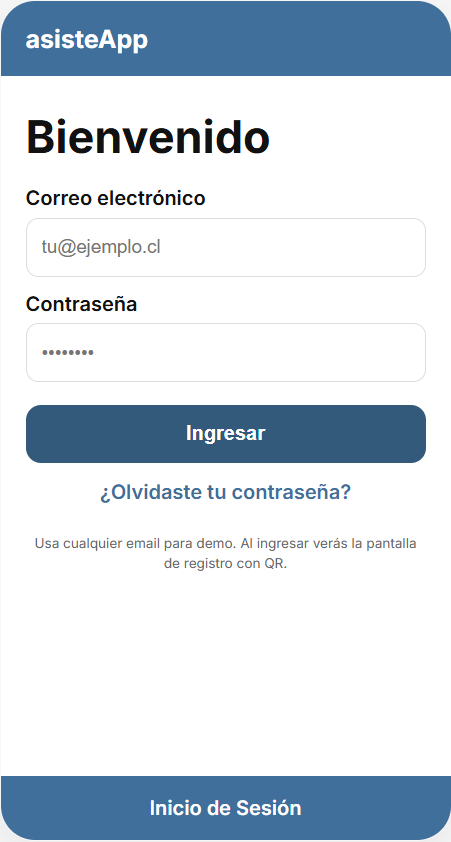 asisteApp
Bienvenido
Correo electrónico
tu@ejemplo.cl
Contraseña
••••••••
Ingresar
¿Olvidaste tu contraseña?
Usa cualquier email para demo. Al ingresar verás la pantalla
de registro con QR.
Inicio de Sesión